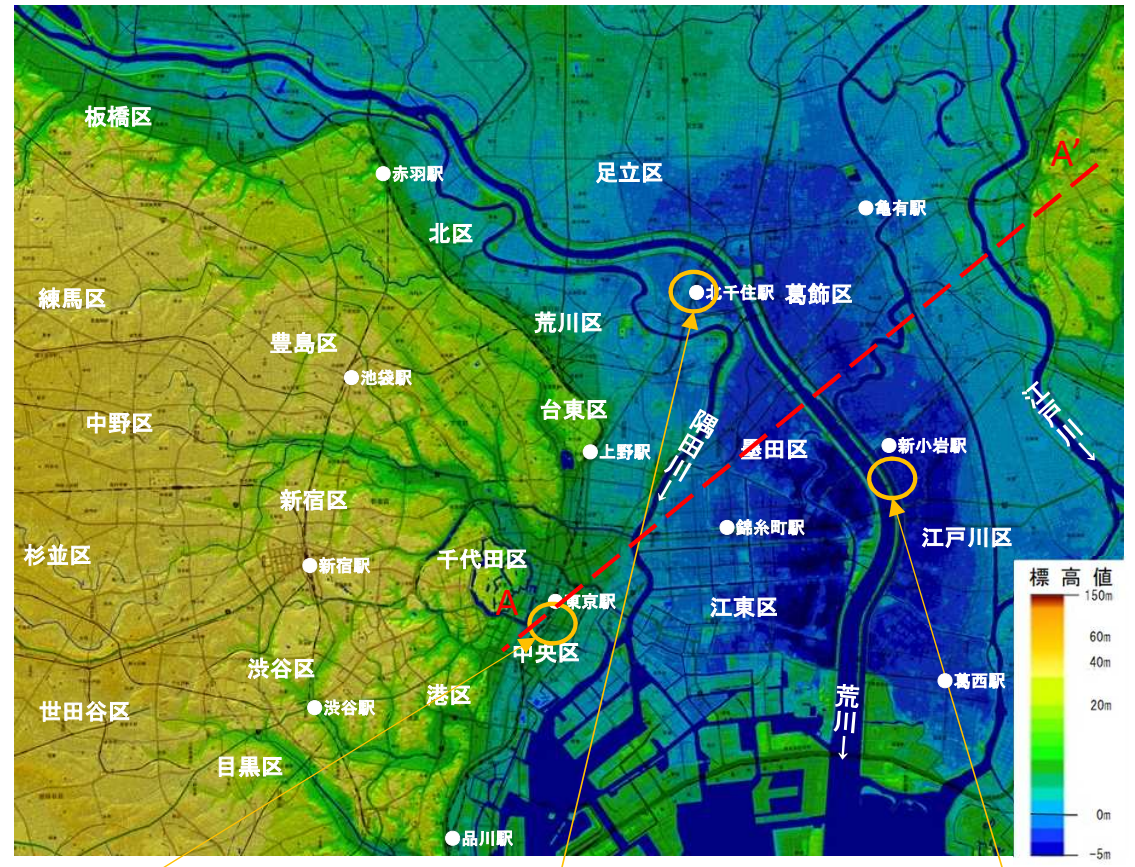 板橋区
赤羽駅
足立区
A'
亀有駅
北区
練馬区
北千住駅
葛飾区
荒川区
豊島区
池袋駅
中野区
台東区
隅田川→
江戸川→
上野駅
墨田区
新小岩駅
新宿区
錦糸町駅
江戸川区
杉並区
新宿駅
千代田区
A
東京駅
江東区
中央区
渋谷区
港区
葛西駅
世田谷区
渋谷駅
荒川→
目黒区
品川駅
標高値
150m
60m
40m
20m
0m
-5m